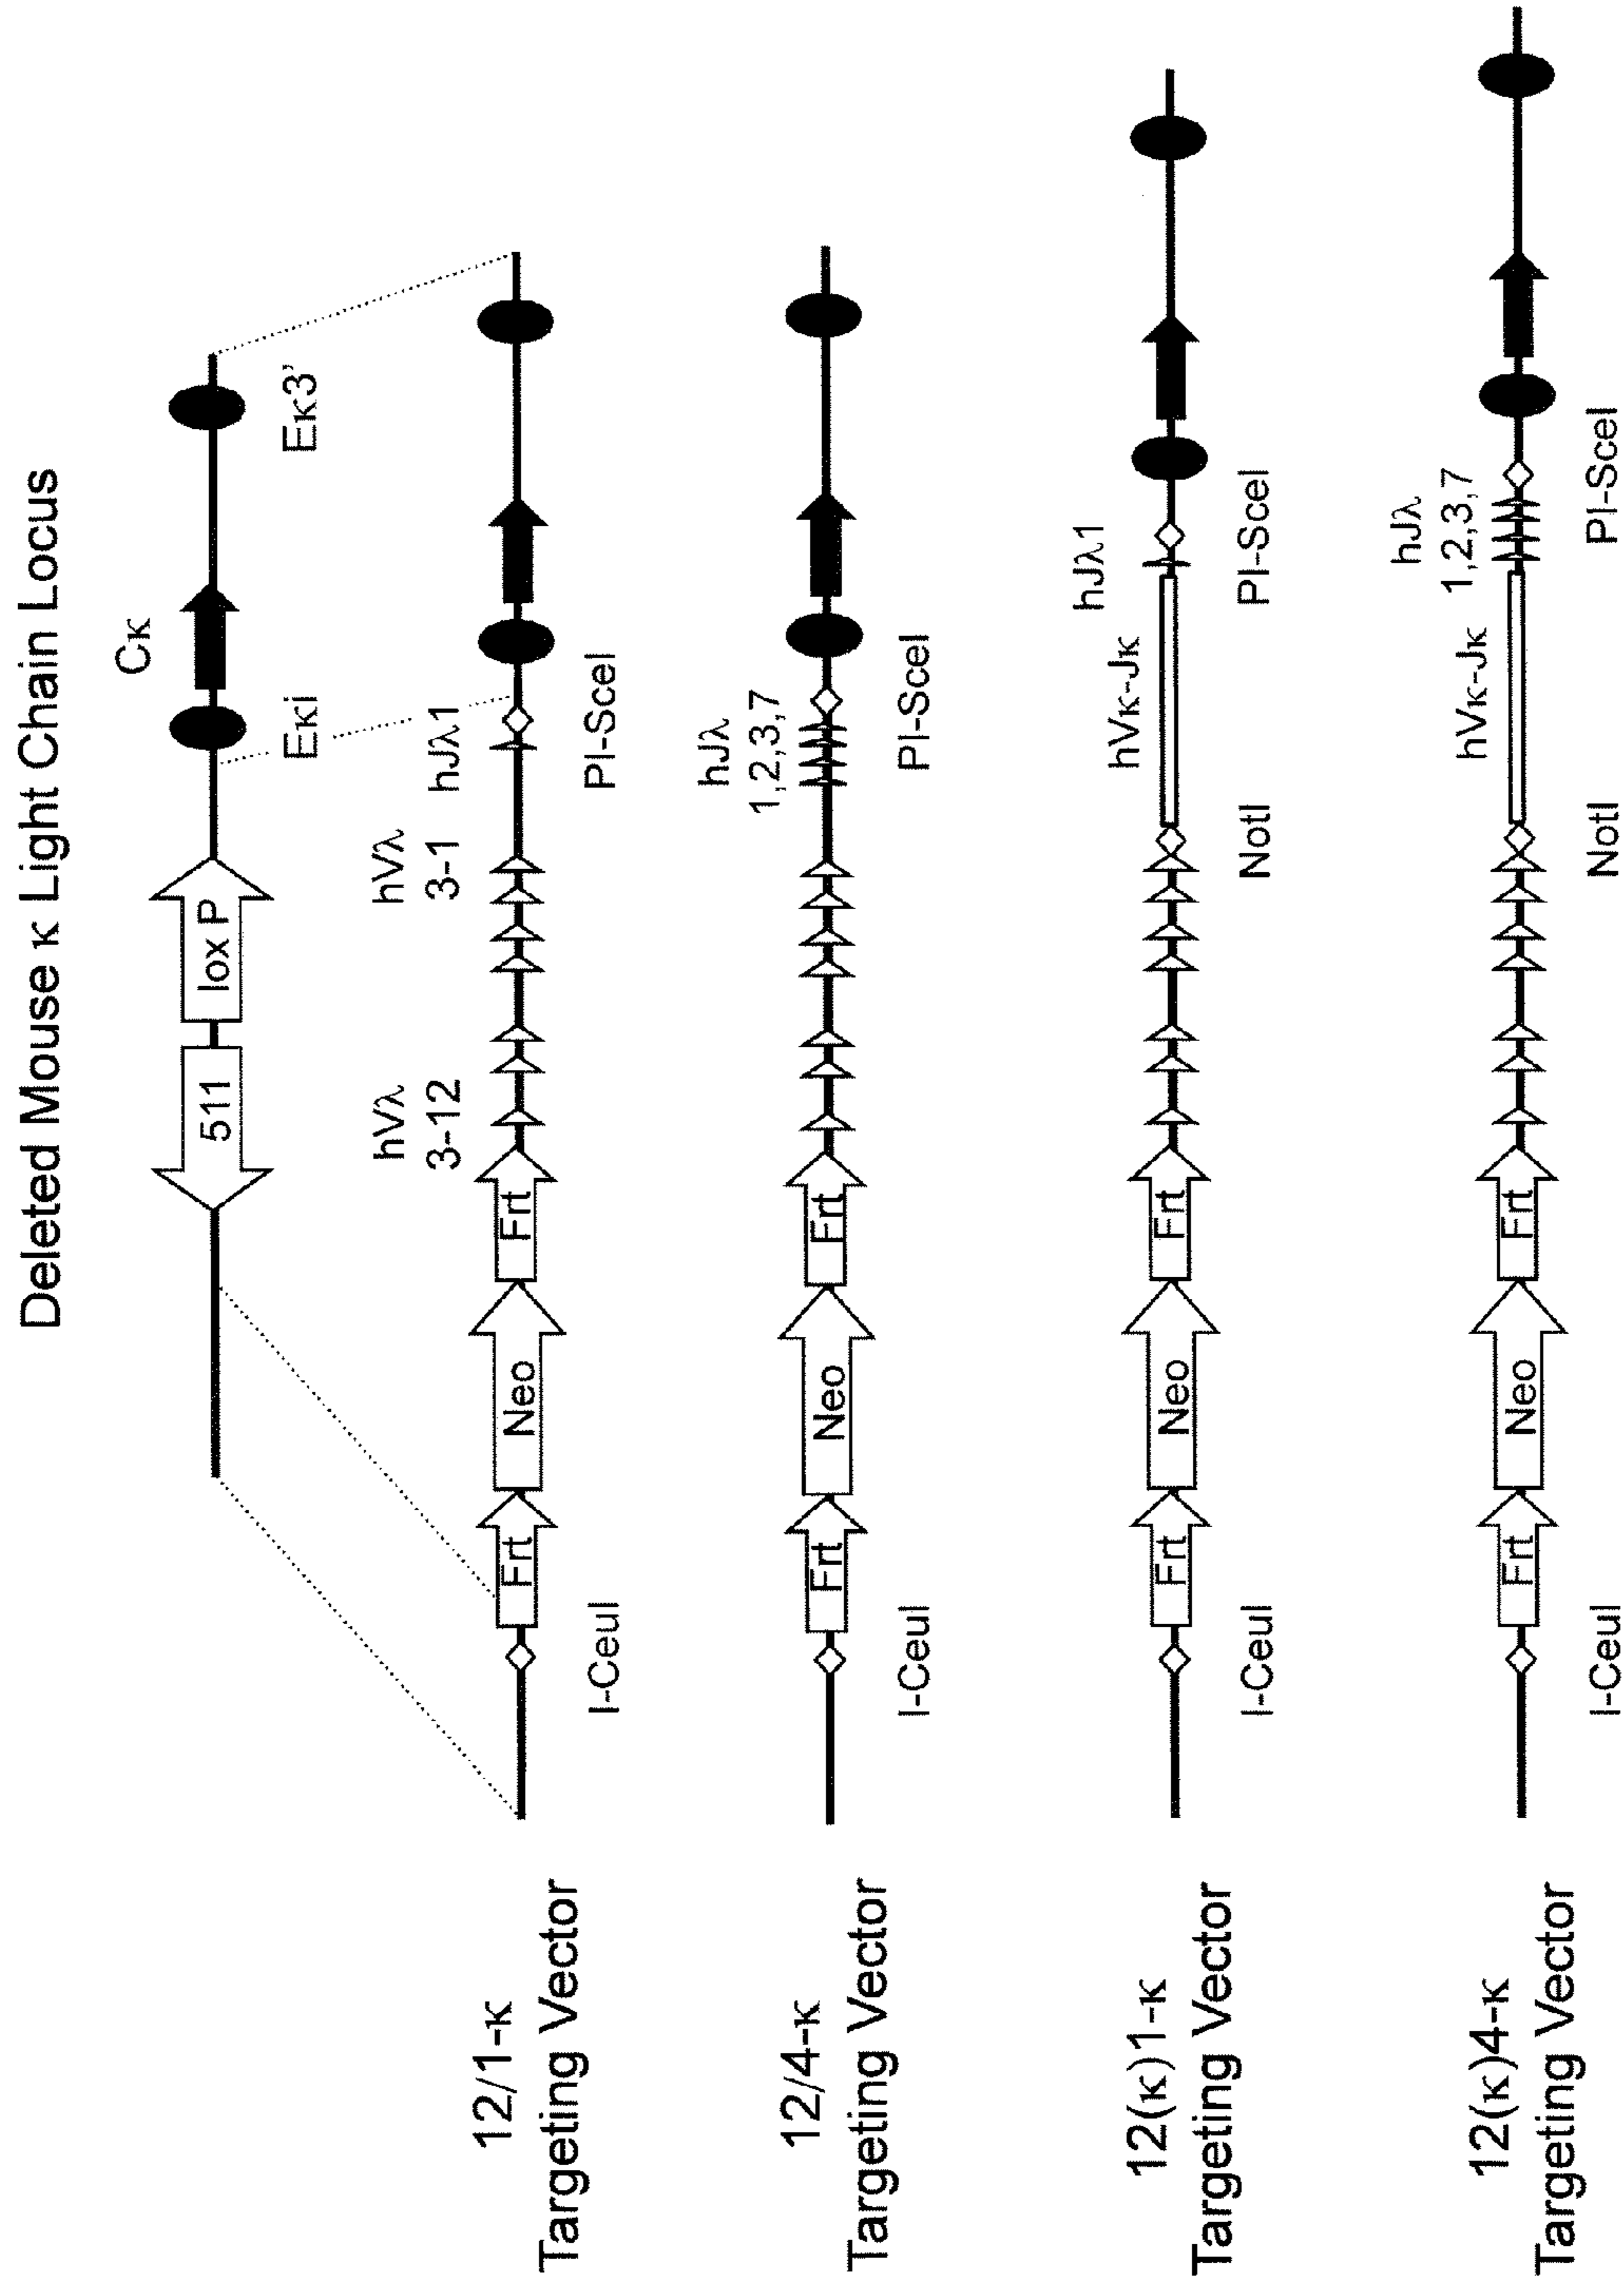 Deleted Mouse κ Light Chain Locus
Cκ
511
lox P
Eκi
Eκ3'
hVλ
3-12
hVλ
3-1
hJλ1
12/1-κ
Targeting Vector
Frt
Neo
Frt
I-CeuI
PI-SceI
hJλ
1,2,3,7
12/4-κ
Targeting Vector
Frt
Neo
Frt
I-CeuI
PI-SceI
hVκ-Jκ
hJλ1
12(κ)1-κ
Targeting Vector
Frt
Neo
Frt
I-CeuI
NotI
PI-SceI
hVκ-Jκ
hJλ
1,2,3,7
12(κ)4-κ
Targeting Vector
Frt
Neo
Frt
I-CeuI
NotI
PI-SceI